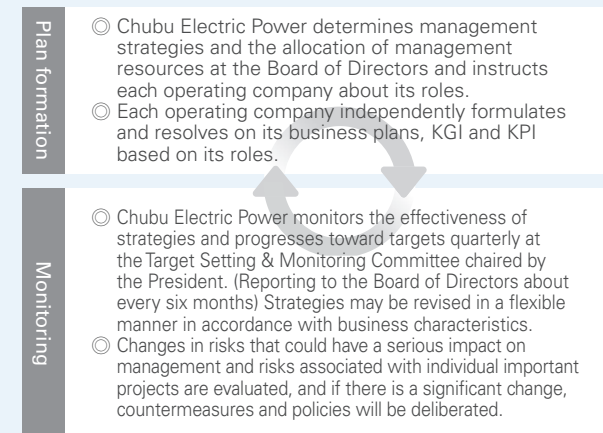 Plan formation
◎ Chubu Electric Power determines management
strategies and the allocation of management
resources at the Board of Directors and instructs
each operating company about its roles.
◎ Each operating company independently formulates
and resolves on its business plans, KGI and KPI
based on its roles.
Monitoring
◎ Chubu Electric Power monitors the effectiveness of
strategies and progresses toward targets quarterly at
the Target Setting & Monitoring Committee chaired by
the President. (Reporting to the Board of Directors about
every six months) Strategies may be revised in a flexible
manner in accordance with business characteristics.
◎ Changes in risks that could have a serious impact on
management and risks associated with individual important
projects are evaluated, and if there is a significant change,
countermeasures and policies will be deliberated.